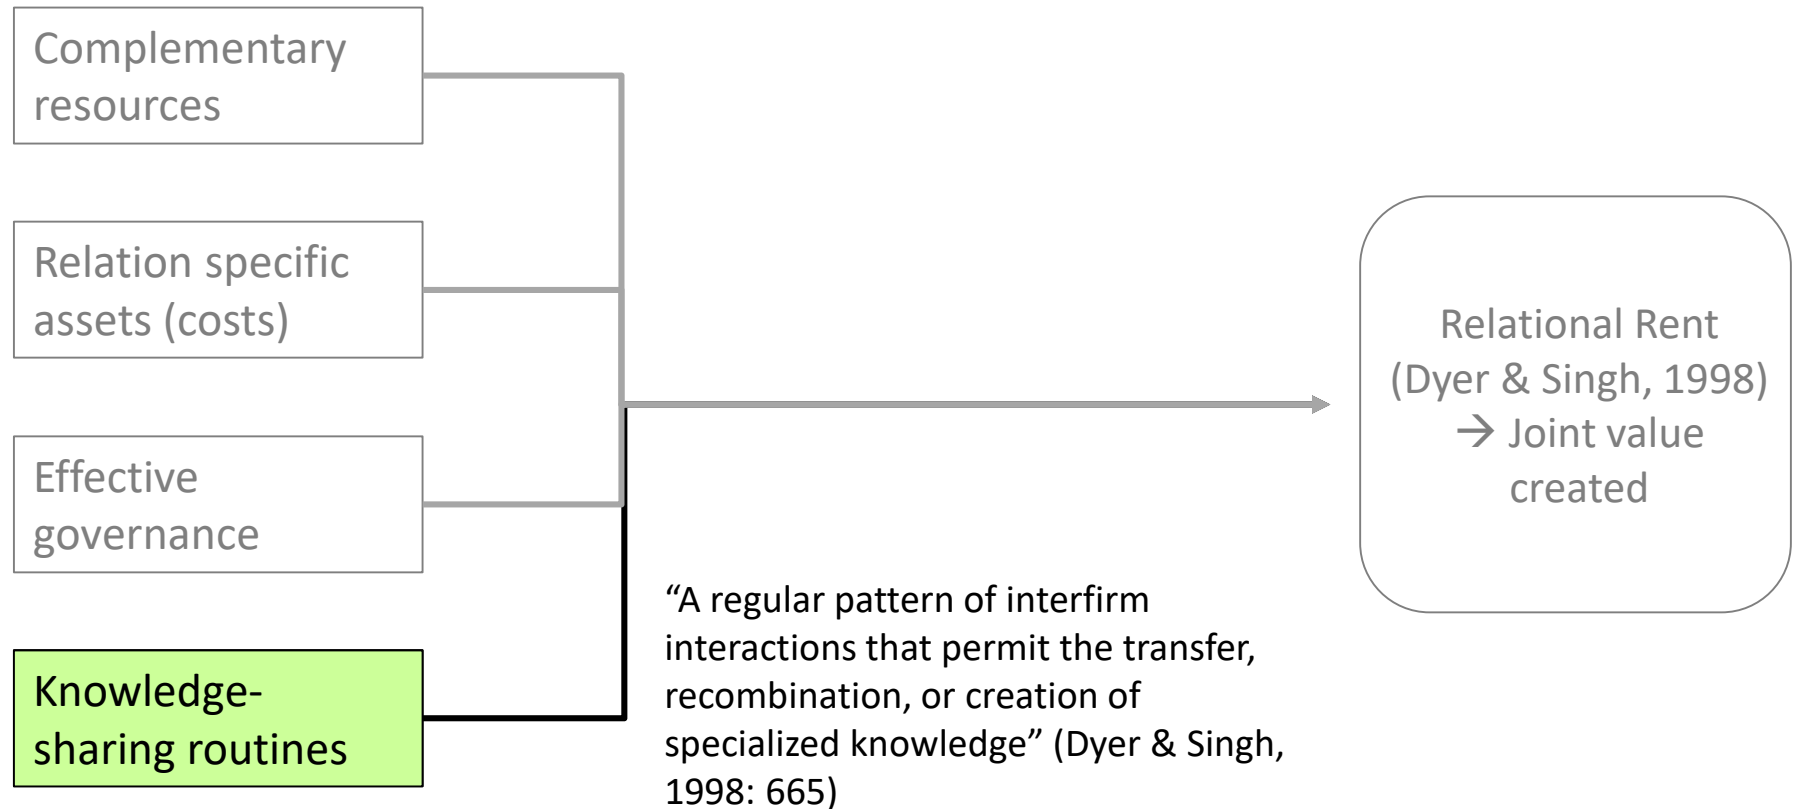 Complementary
resources
Relation specific
assets (costs)
Effective
governance
Knowledge-
sharing routines
“A regular pattern of interfirm
interactions that permit the transfer,
recombination, or creation of
specialized knowledge” (Dyer & Singh,
1998: 665)
Relational Rent
(Dyer & Singh, 1998)
→ Joint value
created